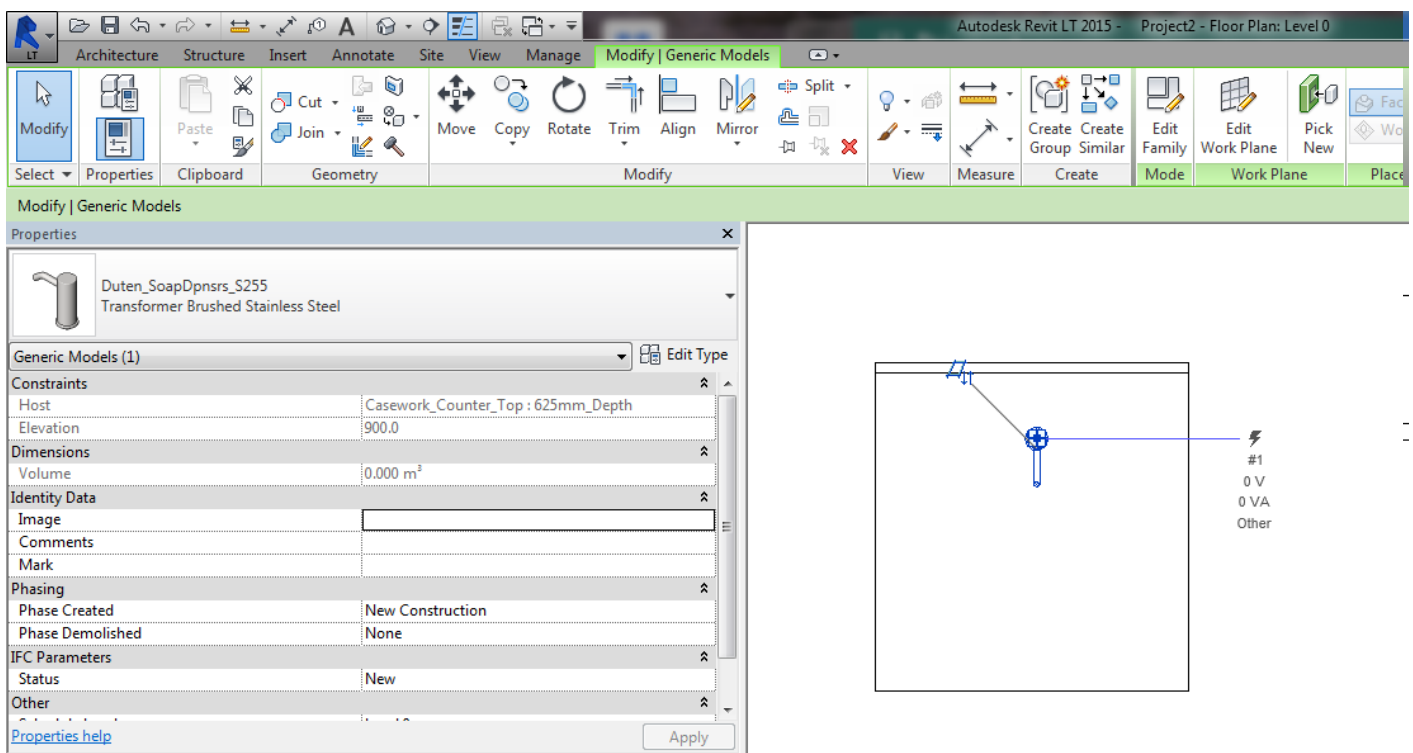 Autodesk Revit LT 2015 - Project2 - Floor Plan: Level 0
LT
Architecture Structure Insert Annotate Site View Manage Modify | Generic Models
Modify
Paste
Cut
Join
Move Copy Rotate Trim Align Mirror
Split
Create Group
Create Similar
Edit Family
Edit Work Plane
Pick New
Fac
Wo
Select Properties Clipboard Geometry Modify View Measure Create Mode Work Plane Place
Modify | Generic Models
Properties
Duten_SoapDpnsrs_S255
Transformer Brushed Stainless Steel
Generic Models (1) Edit Type
Constraints
Host Casework_Counter_Top : 625mm_Depth
Elevation 900.0
Dimensions
Volume 0.000 m³
Identity Data
Image
Comments
Mark
Phasing
Phase Created New Construction
Phase Demolished None
IFC Parameters
Status New
Other
Properties help Apply
#1
0 V
0 VA
Other